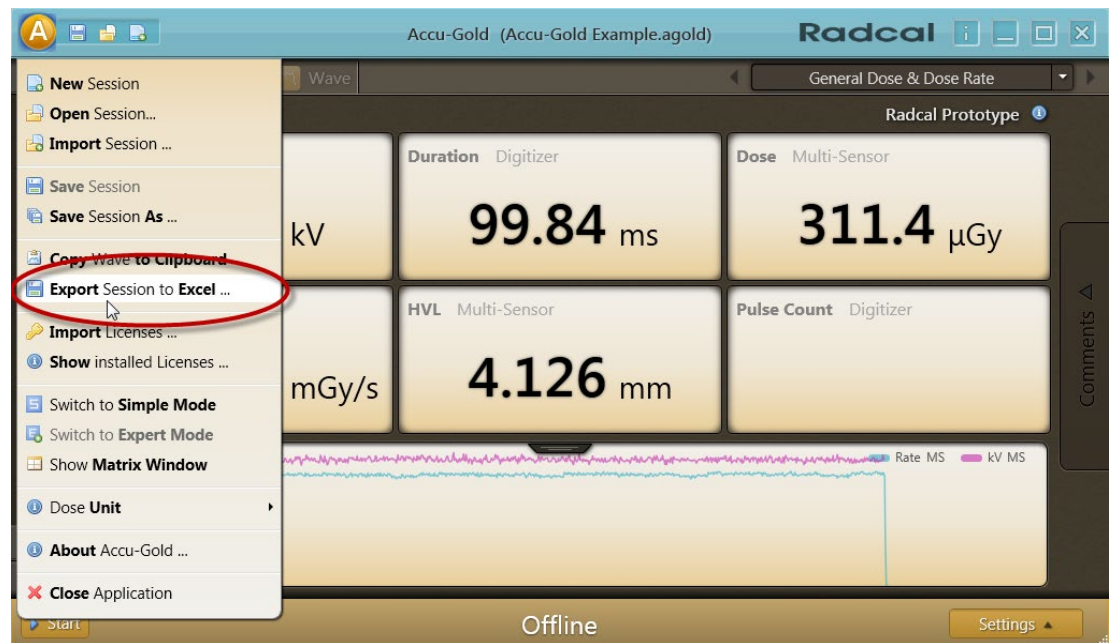 A
Accu-Gold (Accu-Gold Example.agold)
Radcal
New Session
Open Session...
Import Session ...
Save Session
Save Session As ...
Copy Wave to Clipboard
Export Session to Excel ...
Import Licenses ...
Show installed Licenses ...
Switch to Simple Mode
Switch to Expert Mode
Show Matrix Window
Dose Unit
About Accu-Gold ...
Close Application
Wave
General Dose & Dose Rate
Radcal Prototype
kV
Duration Digitizer
99.84 ms
Dose Multi-Sensor
311.4 µGy
mGy/s
HVL Multi-Sensor
4.126 mm
Pulse Count Digitizer
Comments
Rate MS kV MS
Start
Offline
Settings